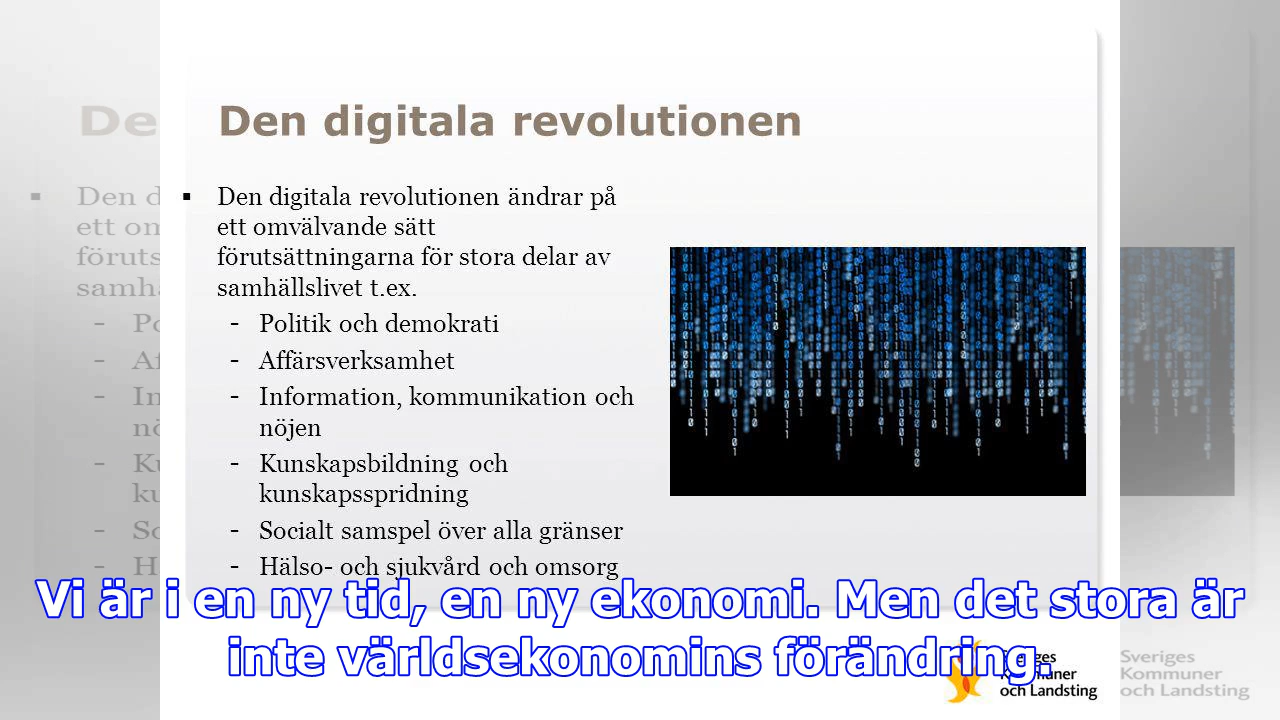 Den digitala revolutionen
▪ Den digitala revolutionen ändrar på
ett omvälvande sätt
förutsättningarna för stora delar av
samhällslivet t.ex.
- Politik och demokrati
- Affärsverksamhet
- Information, kommunikation och
nöjen
- Kunskapsbildning och
kunskapsspridning
- Socialt samspel över alla gränser
- Hälso- och sjukvård och omsorg
Vi är i en ny tid, en ny ekonomi. Men det stora är
inte världsekonomins förändring.
Sveriges
Kommuner
och Landsting
Sveriges
Kommuner
och Landsting